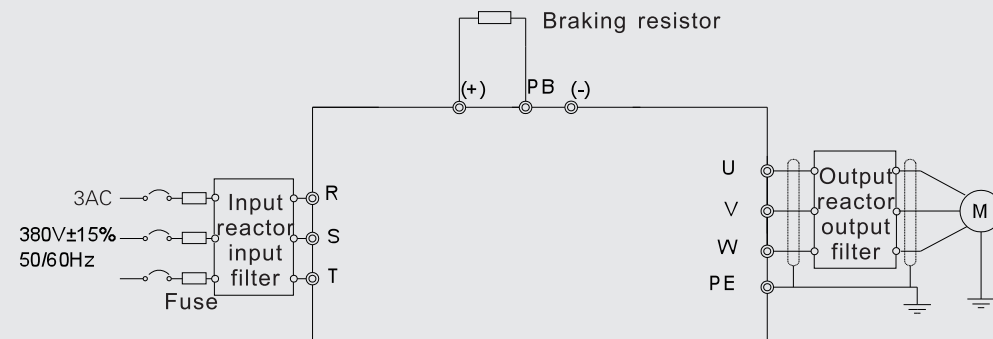 Braking resistor
(+) PB (-)
3AC
380V±15%
50/60Hz
Fuse
Input
reactor
input
filter
R
S
T
U
V
W
PE
Output
reactor
output
filter
M